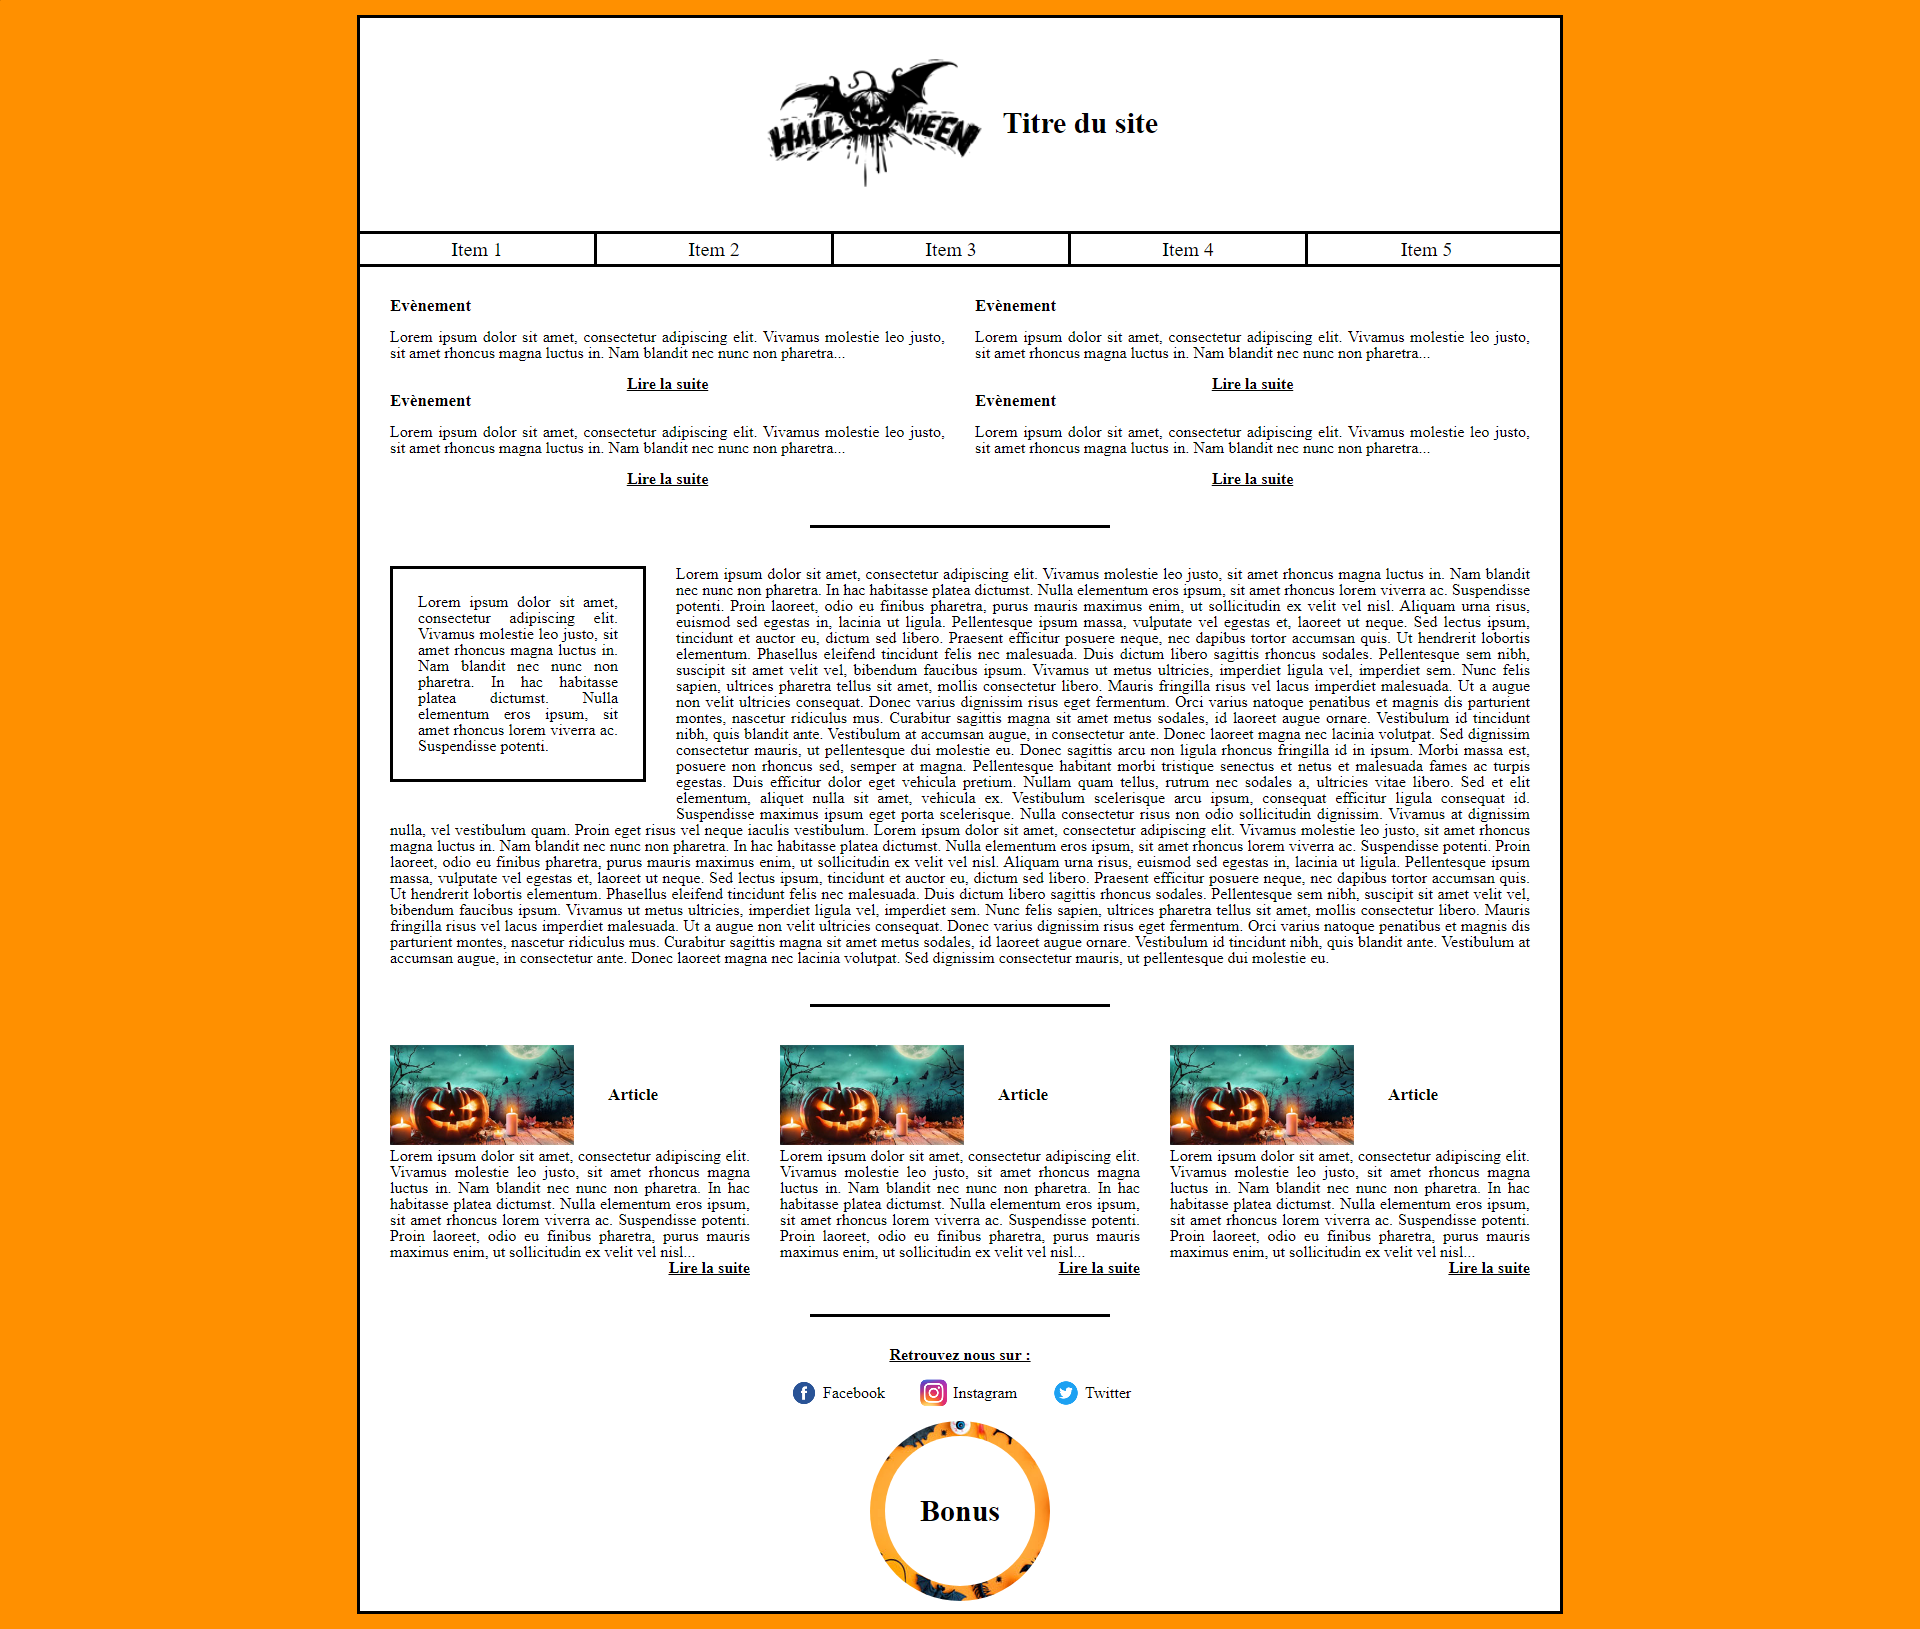 HALLOWEEN
Titre du site
Item 1
Item 2
Item 3
Item 4
Item 5
Evènement
Lorem ipsum dolor sit amet, consectetur adipiscing elit. Vivamus molestie leo justo,
sit amet rhoncus magna luctus in. Nam blandit nec nunc non pharetra...
Lire la suite
Evènement
Lorem ipsum dolor sit amet, consectetur adipiscing elit. Vivamus molestie leo justo,
sit amet rhoncus magna luctus in. Nam blandit nec nunc non pharetra...
Lire la suite
Evènement
Lorem ipsum dolor sit amet, consectetur adipiscing elit. Vivamus molestie leo justo,
sit amet rhoncus magna luctus in. Nam blandit nec nunc non pharetra...
Lire la suite
Evènement
Lorem ipsum dolor sit amet, consectetur adipiscing elit. Vivamus molestie leo justo,
sit amet rhoncus magna luctus in. Nam blandit nec nunc non pharetra...
Lire la suite
Lorem ipsum dolor sit amet,
consectetur adipiscing elit.
Vivamus molestie leo justo, sit
amet rhoncus magna luctus in.
Nam blandit nec nunc non
pharetra. In hac habitasse
platea dictumst. Nulla
elementum eros ipsum, sit
amet rhoncus lorem viverra ac.
Suspendisse potenti.
Lorem ipsum dolor sit amet, consectetur adipiscing elit. Vivamus molestie leo justo, sit amet rhoncus magna luctus in. Nam blandit
nec nunc non pharetra. In hac habitasse platea dictumst. Nulla elementum eros ipsum, sit amet rhoncus lorem viverra ac. Suspendisse
potenti. Proin laoreet, odio eu finibus pharetra, purus mauris maximus enim, ut sollicitudin ex velit vel nisl. Aliquam urna risus,
euismod sed egestas in, lacinia ut ligula. Pellentesque ipsum massa, vulputate vel egestas et, laoreet ut neque. Sed lectus ipsum,
tincidunt et auctor eu, dictum sed libero. Praesent efficitur posuere neque, nec dapibus tortor accumsan quis. Ut hendrerit lobortis
elementum. Phasellus eleifend tincidunt felis nec malesuada. Duis dictum libero sagittis rhoncus sodales. Pellentesque sem nibh,
suscipit sit amet velit vel, bibendum faucibus ipsum. Vivamus ut metus ultricies, imperdiet ligula vel, imperdiet sem. Nunc felis
sapien, ultrices pharetra tellus sit amet, mollis consectetur libero. Mauris fringilla risus vel lacus imperdiet malesuada. Ut a augue
non velit ultricies consequat. Donec varius dignissim risus eget fermentum. Orci varius natoque penatibus et magnis dis parturient
montes, nascetur ridiculus mus. Curabitur sagittis magna sit amet metus sodales, id laoreet augue ornare. Vestibulum id tincidunt
nibh, quis blandit ante. Vestibulum at accumsan augue, in consectetur ante. Donec laoreet magna nec lacinia volutpat. Sed dignissim
consectetur mauris, ut pellentesque dui molestie eu. Donec sagittis arcu non ligula rhoncus fringilla id in ipsum. Morbi massa est,
posuere non rhoncus sed, semper at magna. Pellentesque habitant morbi tristique senectus et netus et malesuada fames ac turpis
egestas. Duis efficitur dolor eget vehicula pretium. Nullam quam tellus, rutrum nec sodales a, ultricies vitae libero. Sed et elit
elementum, aliquet nulla sit amet, vehicula ex. Vestibulum scelerisque arcu ipsum, consequat efficitur ligula consequat id.
Suspendisse maximus ipsum eget porta scelerisque. Nulla consectetur risus non odio sollicitudin dignissim. Vivamus at dignissim
nulla, vel vestibulum quam. Proin eget risus vel neque iaculis vestibulum. Lorem ipsum dolor sit amet, consectetur adipiscing elit. Vivamus molestie leo justo, sit amet rhoncus
magna luctus in. Nam blandit nec nunc non pharetra. In hac habitasse platea dictumst. Nulla elementum eros ipsum, sit amet rhoncus lorem viverra ac. Suspendisse potenti. Proin
laoreet, odio eu finibus pharetra, purus mauris maximus enim, ut sollicitudin ex velit vel nisl. Aliquam urna risus, euismod sed egestas in, lacinia ut ligula. Pellentesque ipsum
massa, vulputate vel egestas et, laoreet ut neque. Sed lectus ipsum, tincidunt et auctor eu, dictum sed libero. Praesent efficitur posuere neque, nec dapibus tortor accumsan quis.
Ut hendrerit lobortis elementum. Phasellus eleifend tincidunt felis nec malesuada. Duis dictum libero sagittis rhoncus sodales. Pellentesque sem nibh, suscipit sit amet velit vel,
bibendum faucibus ipsum. Vivamus ut metus ultricies, imperdiet ligula vel, imperdiet sem. Nunc felis sapien, ultrices pharetra tellus sit amet, mollis consectetur libero. Mauris
fringilla risus vel lacus imperdiet malesuada. Ut a augue non velit ultricies consequat. Donec varius dignissim risus eget fermentum. Orci varius natoque penatibus et magnis dis
parturient montes, nascetur ridiculus mus. Curabitur sagittis magna sit amet metus sodales, id laoreet augue ornare. Vestibulum id tincidunt nibh, quis blandit ante. Vestibulum at
accumsan augue, in consectetur ante. Donec laoreet magna nec lacinia volutpat. Sed dignissim consectetur mauris, ut pellentesque dui molestie eu.
Article
Lorem ipsum dolor sit amet, consectetur adipiscing elit.
Vivamus molestie leo justo, sit amet rhoncus magna
luctus in. Nam blandit nec nunc non pharetra. In hac
habitasse platea dictumst. Nulla elementum eros ipsum,
sit amet rhoncus lorem viverra ac. Suspendisse potenti.
Proin laoreet, odio eu finibus pharetra, purus mauris
maximus enim, ut sollicitudin ex velit vel nisl...
Lire la suite
Article
Lorem ipsum dolor sit amet, consectetur adipiscing elit.
Vivamus molestie leo justo, sit amet rhoncus magna
luctus in. Nam blandit nec nunc non pharetra. In hac
habitasse platea dictumst. Nulla elementum eros ipsum,
sit amet rhoncus lorem viverra ac. Suspendisse potenti.
Proin laoreet, odio eu finibus pharetra, purus mauris
maximus enim, ut sollicitudin ex velit vel nisl...
Lire la suite
Article
Lorem ipsum dolor sit amet, consectetur adipiscing elit.
Vivamus molestie leo justo, sit amet rhoncus magna
luctus in. Nam blandit nec nunc non pharetra. In hac
habitasse platea dictumst. Nulla elementum eros ipsum,
sit amet rhoncus lorem viverra ac. Suspendisse potenti.
Proin laoreet, odio eu finibus pharetra, purus mauris
maximus enim, ut sollicitudin ex velit vel nisl...
Lire la suite
Retrouvez nous sur :
Facebook
Instagram
Twitter
Bonus